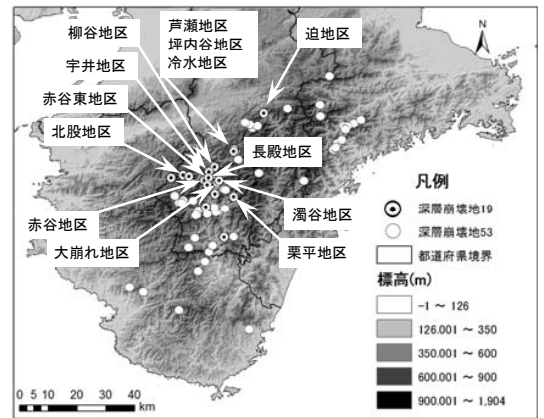 芦瀬地区
柳谷地区
坪内谷地区
迫地区
冷水地区
宇井地区
赤谷東地区
北股地区
長殿地区
赤谷地区
濁谷地区
大崩れ地区
栗平地区
N
凡例
深層崩壊地19
深層崩壊地53
都道府県境界
標高(m)
-1 ～ 126
126.001 ～ 350
350.001 ～ 600
600.001 ～ 900
900.001 ～ 1,904
0 5 10 20 30 40
km